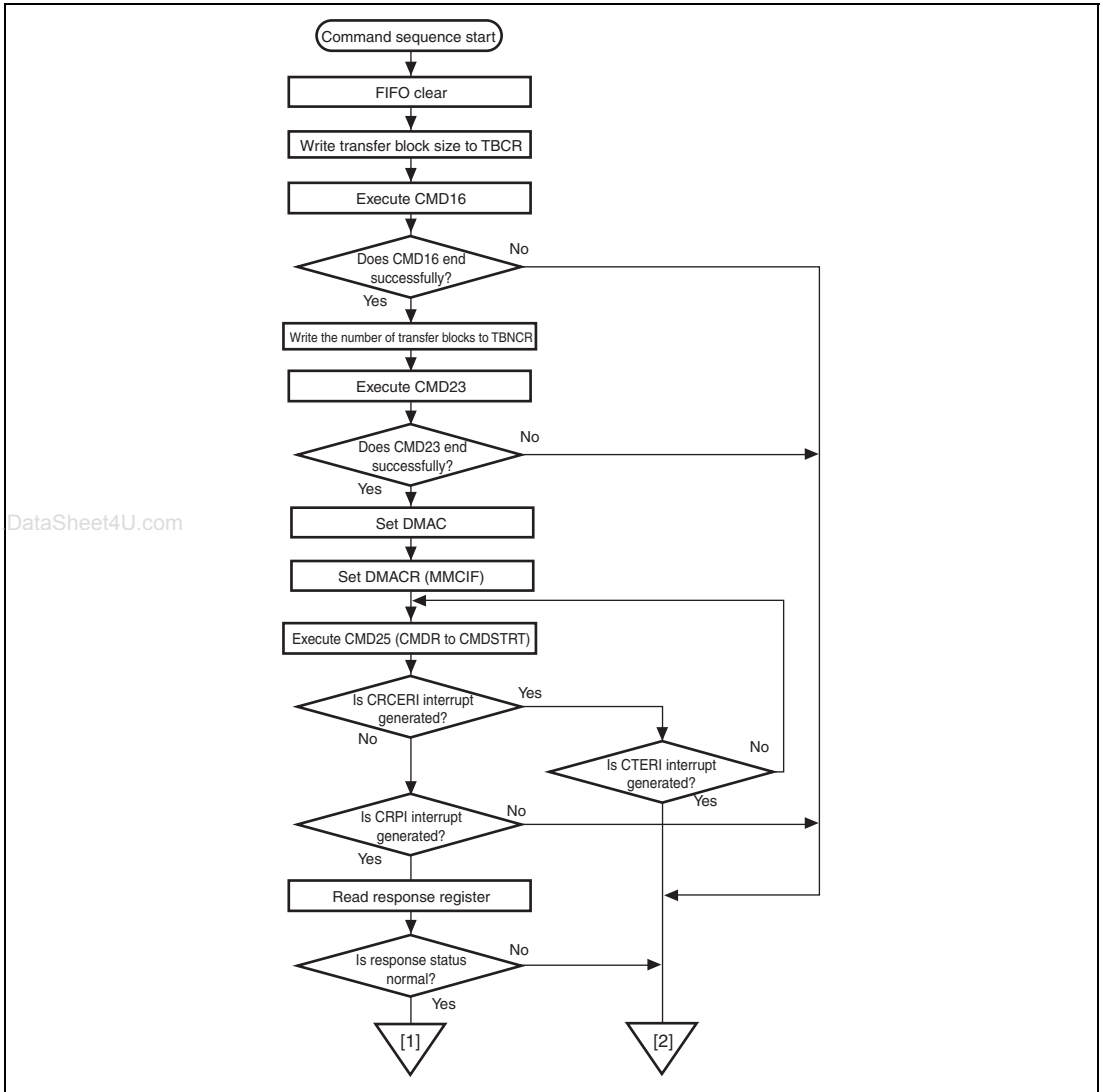 Command sequence start
FIFO clear
Write transfer block size to TBCR
Execute CMD16
Does CMD16 end
successfully?
No
Yes
Write the number of transfer blocks to TBNCR
Execute CMD23
Does CMD23 end
successfully?
No
Yes
DataSheet4U.com
Set DMAC
Set DMACR (MMCIF)
Execute CMD25 (CMDR to CMDSTRT)
Is CRCERI interrupt
generated?
Yes
No
Is CTERI interrupt
generated?
No
Yes
Is CRPI interrupt
generated?
No
Yes
Read response register
Is response status
normal?
No
Yes
[1]
[2]